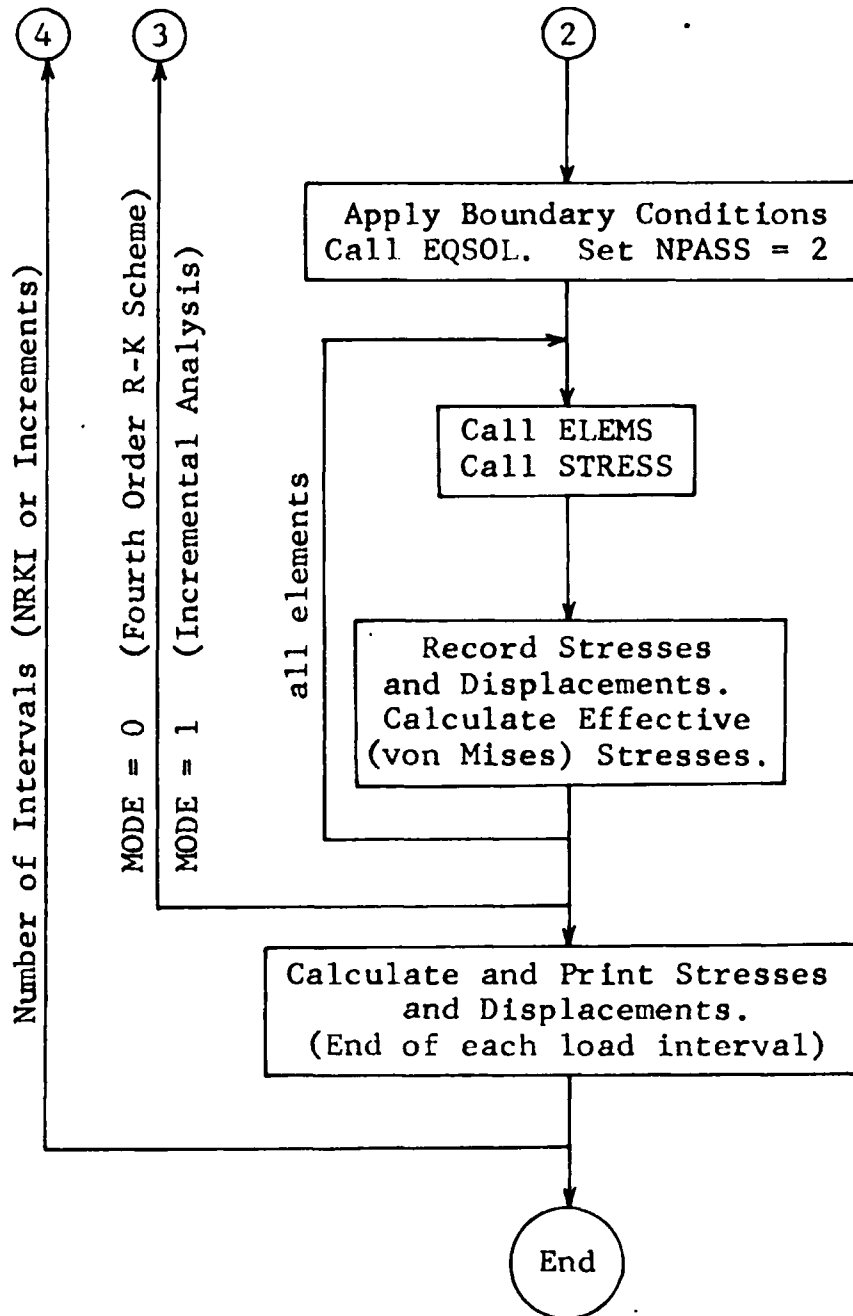 4
3
2
Apply Boundary Conditions
Call EQSOL. Set NPASS = 2
Call ELEMS
Call STRESS
Record Stresses
and Displacements.
Calculate Effective
(von Mises) Stresses.
all elements
MODE = 0 (Fourth Order R-K Scheme)
MODE = 1 (Incremental Analysis)
Number of Intervals (NRKI or Increments)
Calculate and Print Stresses
and Displacements.
(End of each load interval)
End